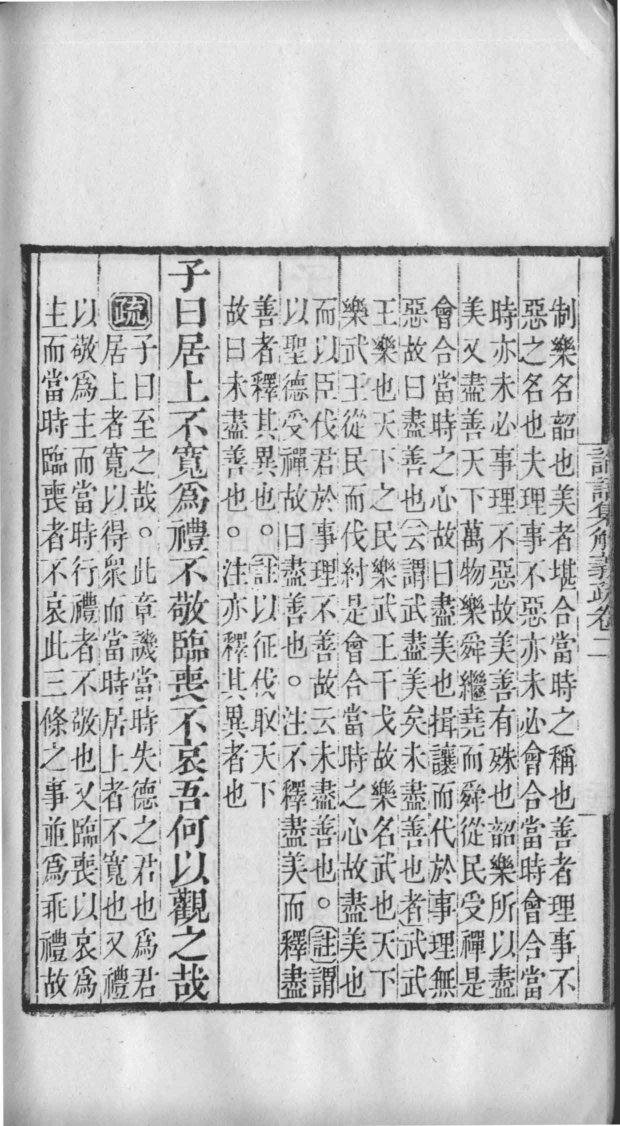 論語集解義疏卷二
制樂名韶也美者堪合當時之稱也善者理事不
惡之名也夫理事不惡亦未必會合當時會合當
時亦未必事理不惡故美善有殊也韶樂所以盡
美又盡善天下萬物樂舜繼堯而舜從民受禪是
會合當時之心故曰盡美也揖讓而代於事理無
惡故曰盡善也云謂武盡美矣未盡善也者武武
王樂也天下之民樂武王干戈故樂名武也天下
樂武王從民而伐紂是會合當時之心故盡美也
而以臣伐君於事理不善故云未盡善也。註謂
以聖德受禪故曰盡善也。注不釋盡美而釋盡
善者釋其異也。註以征伐取天下
故曰未盡善也。注亦釋其異者也
子曰居上不寬爲禮不敬臨喪不哀吾何以觀之哉
疏子曰至之哉。此章譏當時失德之君也爲君
居上者寬以得衆而當時居上者不寬也又禮
以敬爲主而當時行禮者不敬也又臨喪以哀爲
主而當時臨喪者不哀此三條之事並爲乖禮故